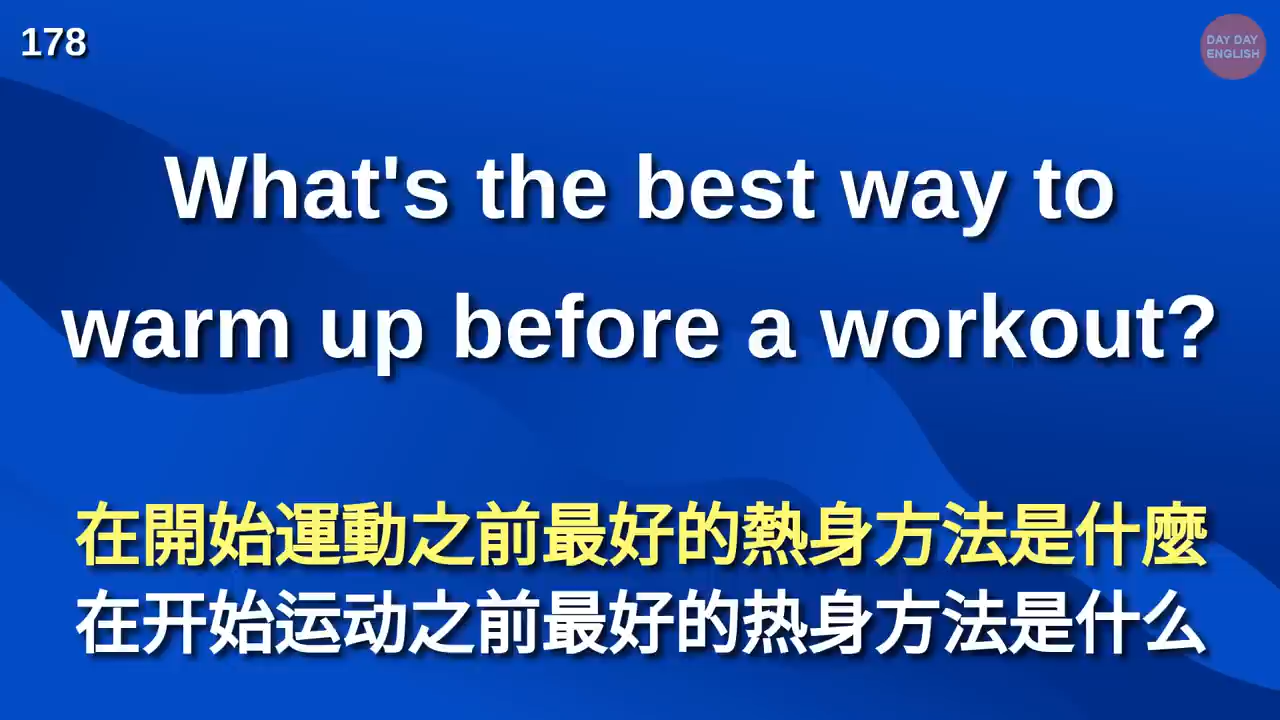 178
DAY DAY
ENGLISH
What's the best way to
warm up before a workout?
在開始運動之前最好的熱身方法是什麼
在开始运动之前最好的热身方法是什么